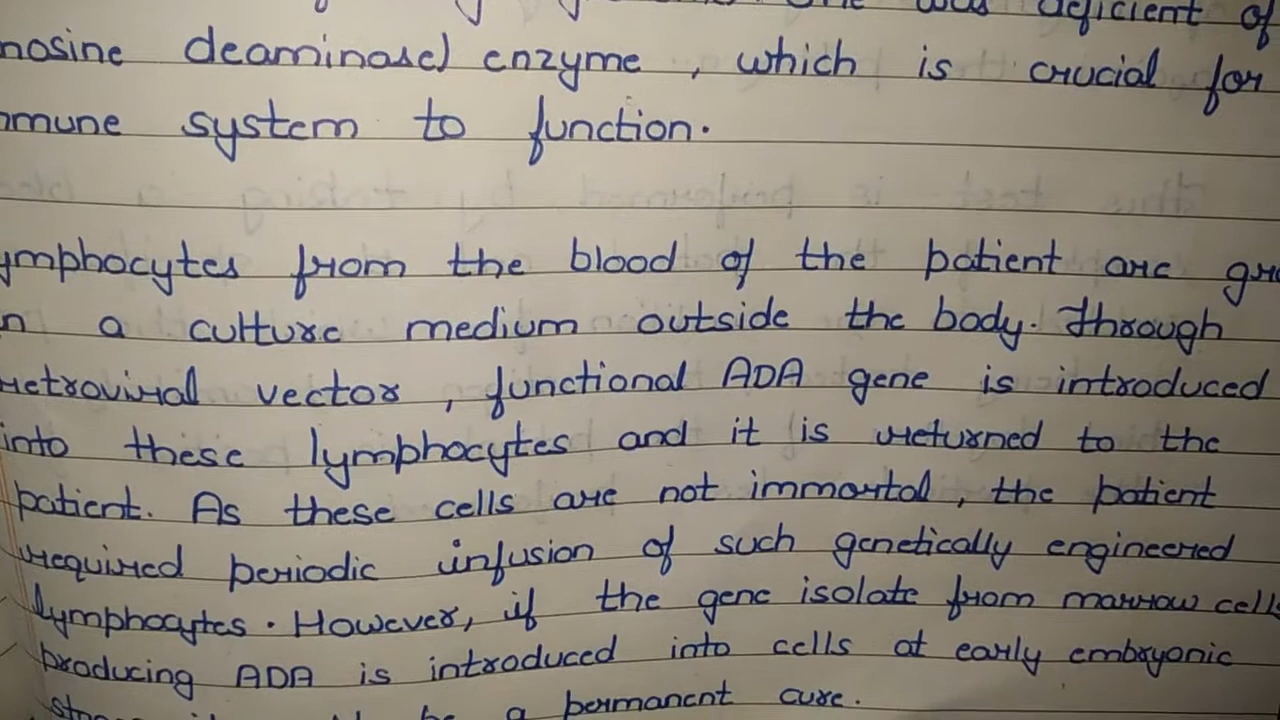 was deficient of
nosine deaminase) enzyme, which is crucial for
mmune system to function.
ymphocytes from the blood of the patient are gro
n a culture medium outside the body. Through
retroviral vector, functional ADA gene is introduced
into these lymphocytes and it is returned to the
patient. As these cells are not immortal, the patient
required periodic infusion of such genetically engineered
lymphocytes. However, if the gene isolate from marrow cells
producing ADA is introduced into cells at early embryonic
be a permanent cure.